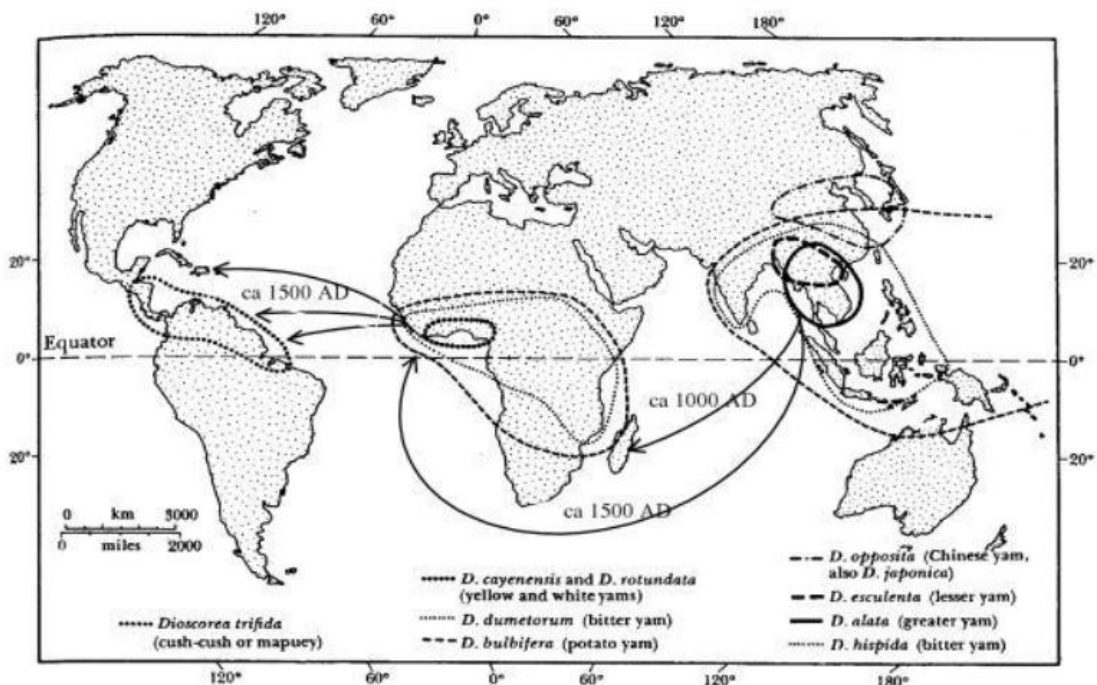 120° 60° 0° 60° 120° 180°
20° 20°
ca 1500 AD
Equator
0° 0°
ca 1000 AD
20° 20°
ca 1500 AD
0 km 3000
0 miles 2000
Dioscorea trifida
(cush-cush or mapuey)
D. cayenensis and D. rotundata
(yellow and white yams)
D. dumetorum (bitter yam)
D. bulbifera (potato yam)
D. opposita (Chinese yam,
also D. japonica)
D. esculenta (lesser yam)
D. alata (greater yam)
D. hispida (bitter yam)
120° 60° 0° 60° 120° 180°